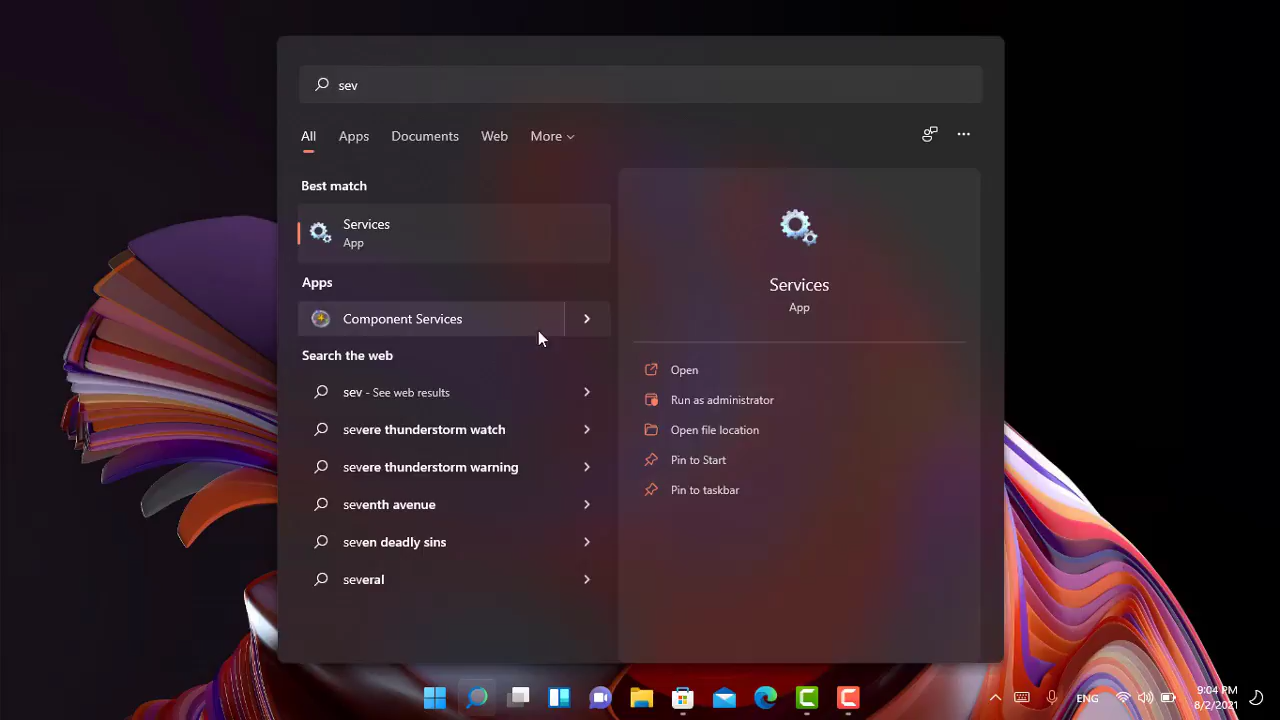 sev
All Apps Documents Web More
Best match
Services
App
Apps
Component Services
Search the web
sev - See web results
severe thunderstorm watch
severe thunderstorm warning
seventh avenue
seven deadly sins
several
Services
App
Open
Run as administrator
Open file location
Pin to Start
Pin to taskbar
ENG
9:04 PM
8/2/2021